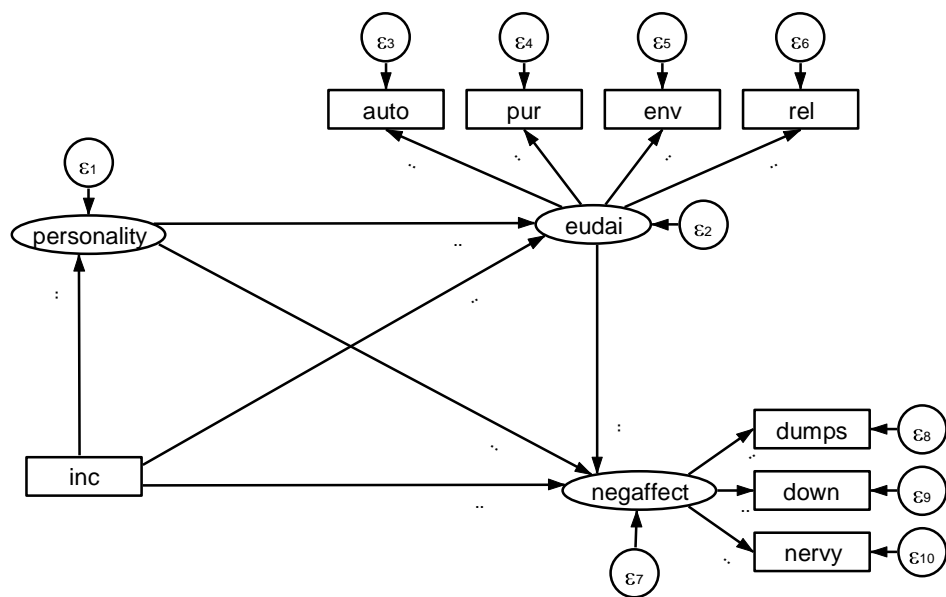 ε3 ε4 ε5 ε6
auto pur env rel
ε1
personality eudai ε2
inc
negaffect
dumps ε8
down ε9
nervy ε10
ε7